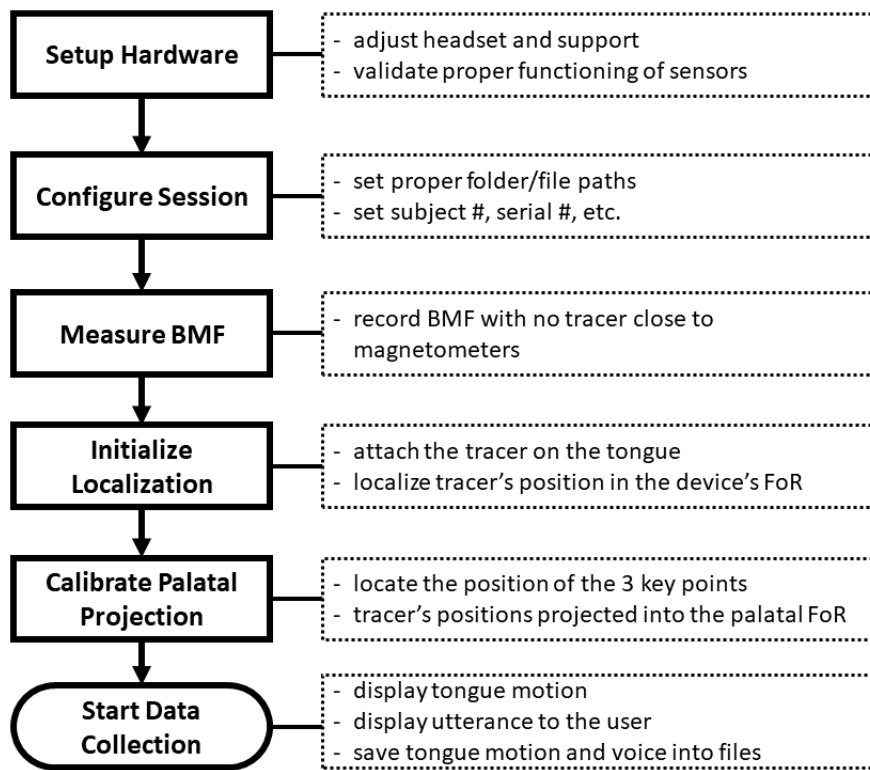 Setup Hardware
- adjust headset and support
- validate proper functioning of sensors
Configure Session
- set proper folder/file paths
- set subject #, serial #, etc.
Measure BMF
- record BMF with no tracer close to
magnetometers
Initialize
Localization
- attach the tracer on the tongue
- localize tracer's position in the device's FoR
Calibrate Palatal
Projection
- locate the position of the 3 key points
- tracer's positions projected into the palatal FoR
Start Data
Collection
- display tongue motion
- display utterance to the user
- save tongue motion and voice into files